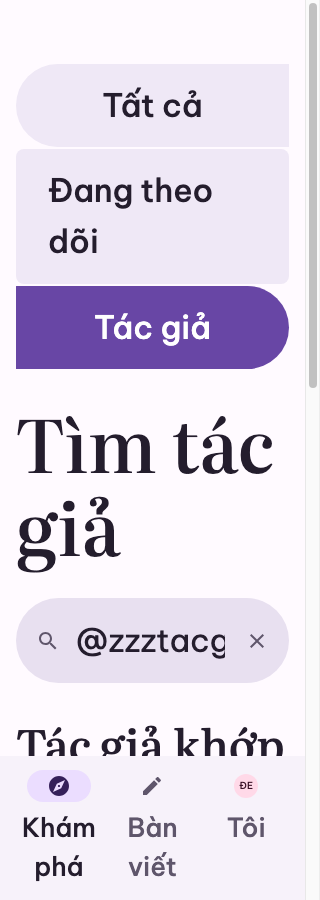 Tất cả
Đang theo
dõi
Tác giả
Tìm tác
giả
@zzztacg
Tác giả khớp
Khám
phá
Bàn
viết
ĐE
Tôi